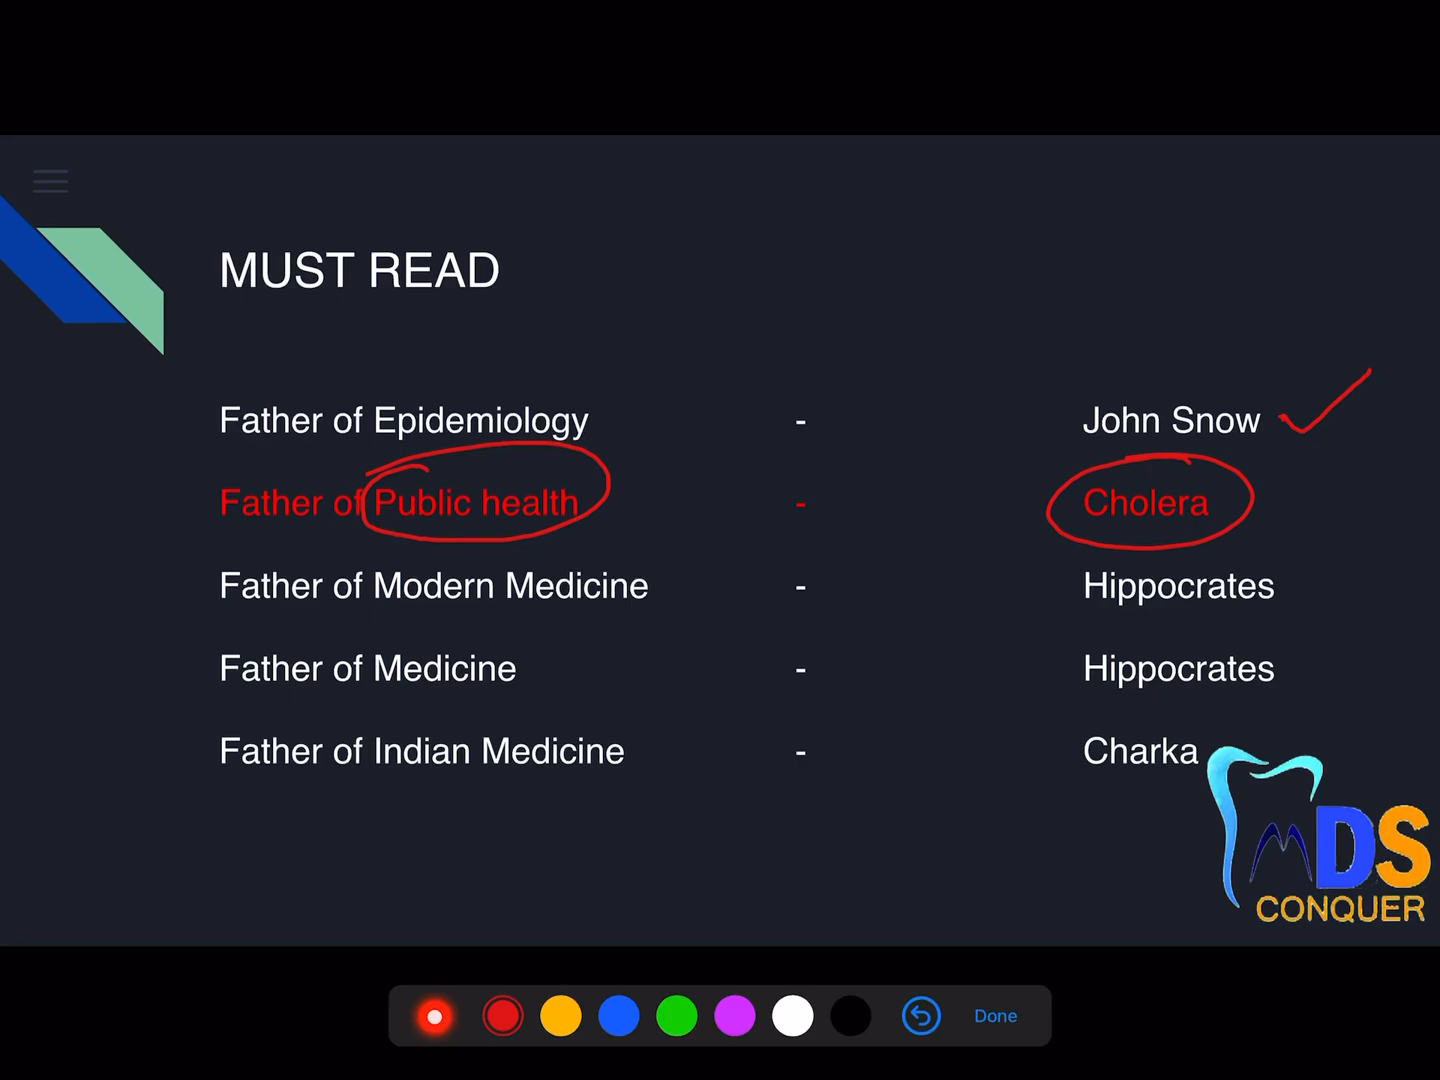 MUST READ
Father of Epidemiology - John Snow
Father of Public health - Cholera
Father of Modern Medicine - Hippocrates
Father of Medicine - Hippocrates
Father of Indian Medicine - Charka
MDS
CONQUER
Done